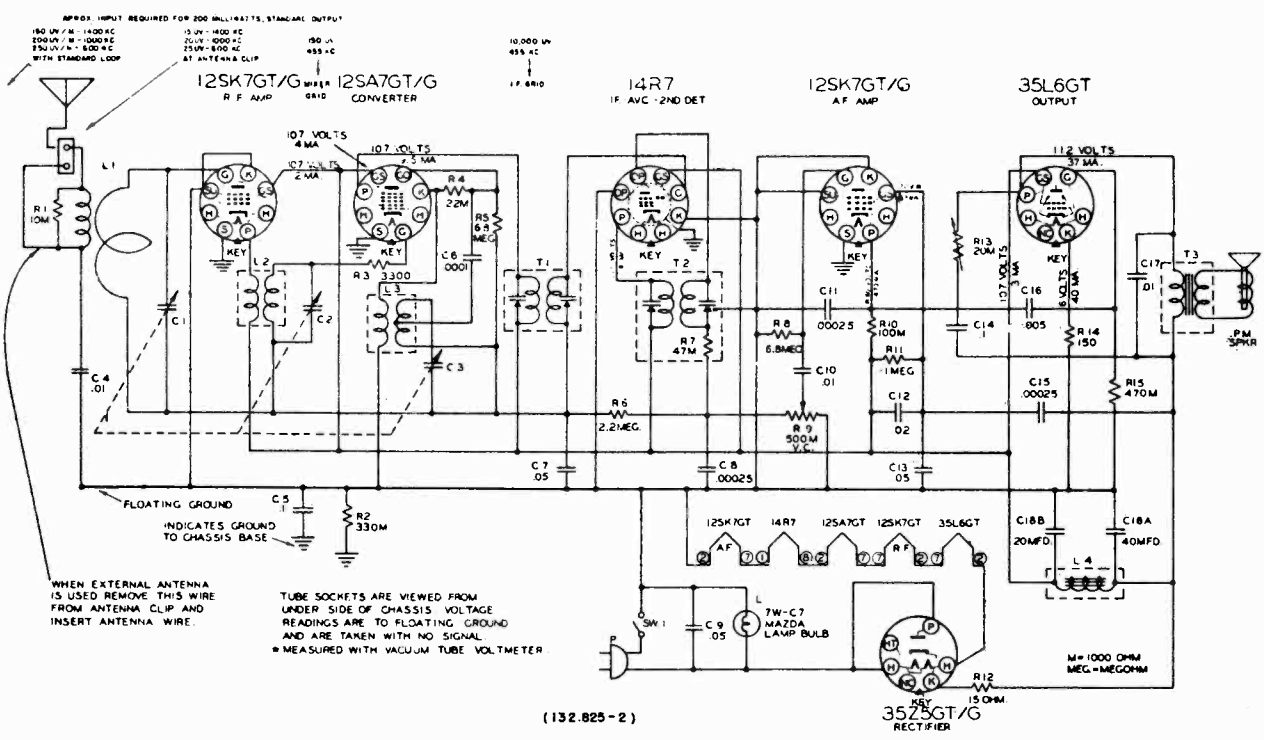 APROX. INPUT REQUIRED FOR 200 MILLIWATTS, STANDARD OUTPUT
150 UV / M - 1400 KC
200 UV / M - 1000 KC
250 UV / M - 600 KC
WITH STANDARD LOOP
15 UV - 1400 KC
20 UV - 1000 KC
25 UV - 600 KC
AT ANTENNA CLIP
150 UV
455 KC
MIXER
GRID
10,000 UV
455 KC
I.F. GRID
12SK7GT/G
R F AMP
12SA7GT/G
CONVERTER
14R7
I F. AVC - 2ND DET
12SK7GT/G
A F AMP
35L6GT
OUTPUT
107 VOLTS
4 MA
107 VOLTS
2 MA.
107 VOLTS
112 VOLTS
37 MA.
107 VOLTS
3 MA
6 VOLTS
40 MA
KEY
KEY
KEY
KEY
L1
R1
10M
L2
C1
C2
C3
C4
.01
R3 3300
L3
R4
22M
R5
6.8
MEG
C6
.0001
T1
T2
R7
47M
C11
.00025
R8
6.8MEG
C10
.01
R10
100M
R11
1MEG
C12
.02
R13
20M
C14
.1
C16
.005
R14
150
C15
.00025
R15
470M
C17
.01
T3
P.M
SPKR
R6
2.2MEG.
R9
500M
V.C.
C7
.05
C8
.00025
C13
.05
FLOATING GROUND
C5
.1
R2
330M
INDICATES GROUND
TO CHASSIS BASE
12SK7GT
A F
14R7
12SA7GT
12SK7GT
R F
35L6GT
C18B
20MFD.
C18A
40MFD.
L4
WHEN EXTERNAL ANTENNA
IS USED REMOVE THIS WIRE
FROM ANTENNA CLIP AND
INSERT ANTENNA WIRE.
TUBE SOCKETS ARE VIEWED FROM
UNDER SIDE OF CHASSIS VOLTAGE
READINGS ARE TO FLOATING GROUND
AND ARE TAKEN WITH NO SIGNAL.
* MEASURED WITH VACUUM TUBE VOLTMETER
SW.1
P
C9
.05
L
7W-C7
MAZDA
LAMP BULB
R12
15 OHM.
KEY
35Z5GT/G
RECTIFIER
M = 1000 OHM
MEG. = MEGOHM
(132.825-2)